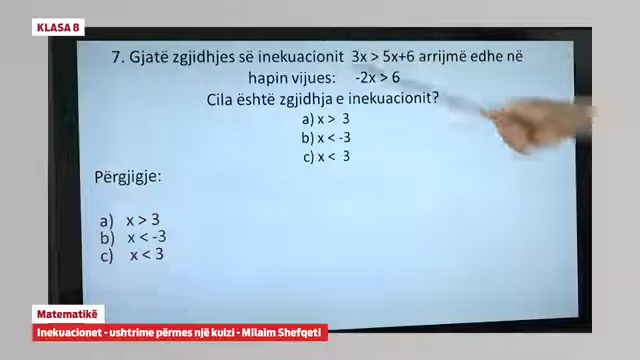 KLASA 8
7. Gjatë zgjidhjes së inekuacionit 3x > 5x+6 arrijmë edhe në
hapin vijues: -2x > 6
Cila është zgjidhja e inekuacionit?
a) x > 3
b) x < -3
c) x < 3
Përgjigje:
a) x > 3
b) x < -3
c) x < 3
Matematikë
Inekuacionet - ushtrime përmes një kuizi - Milaim Shefqeti